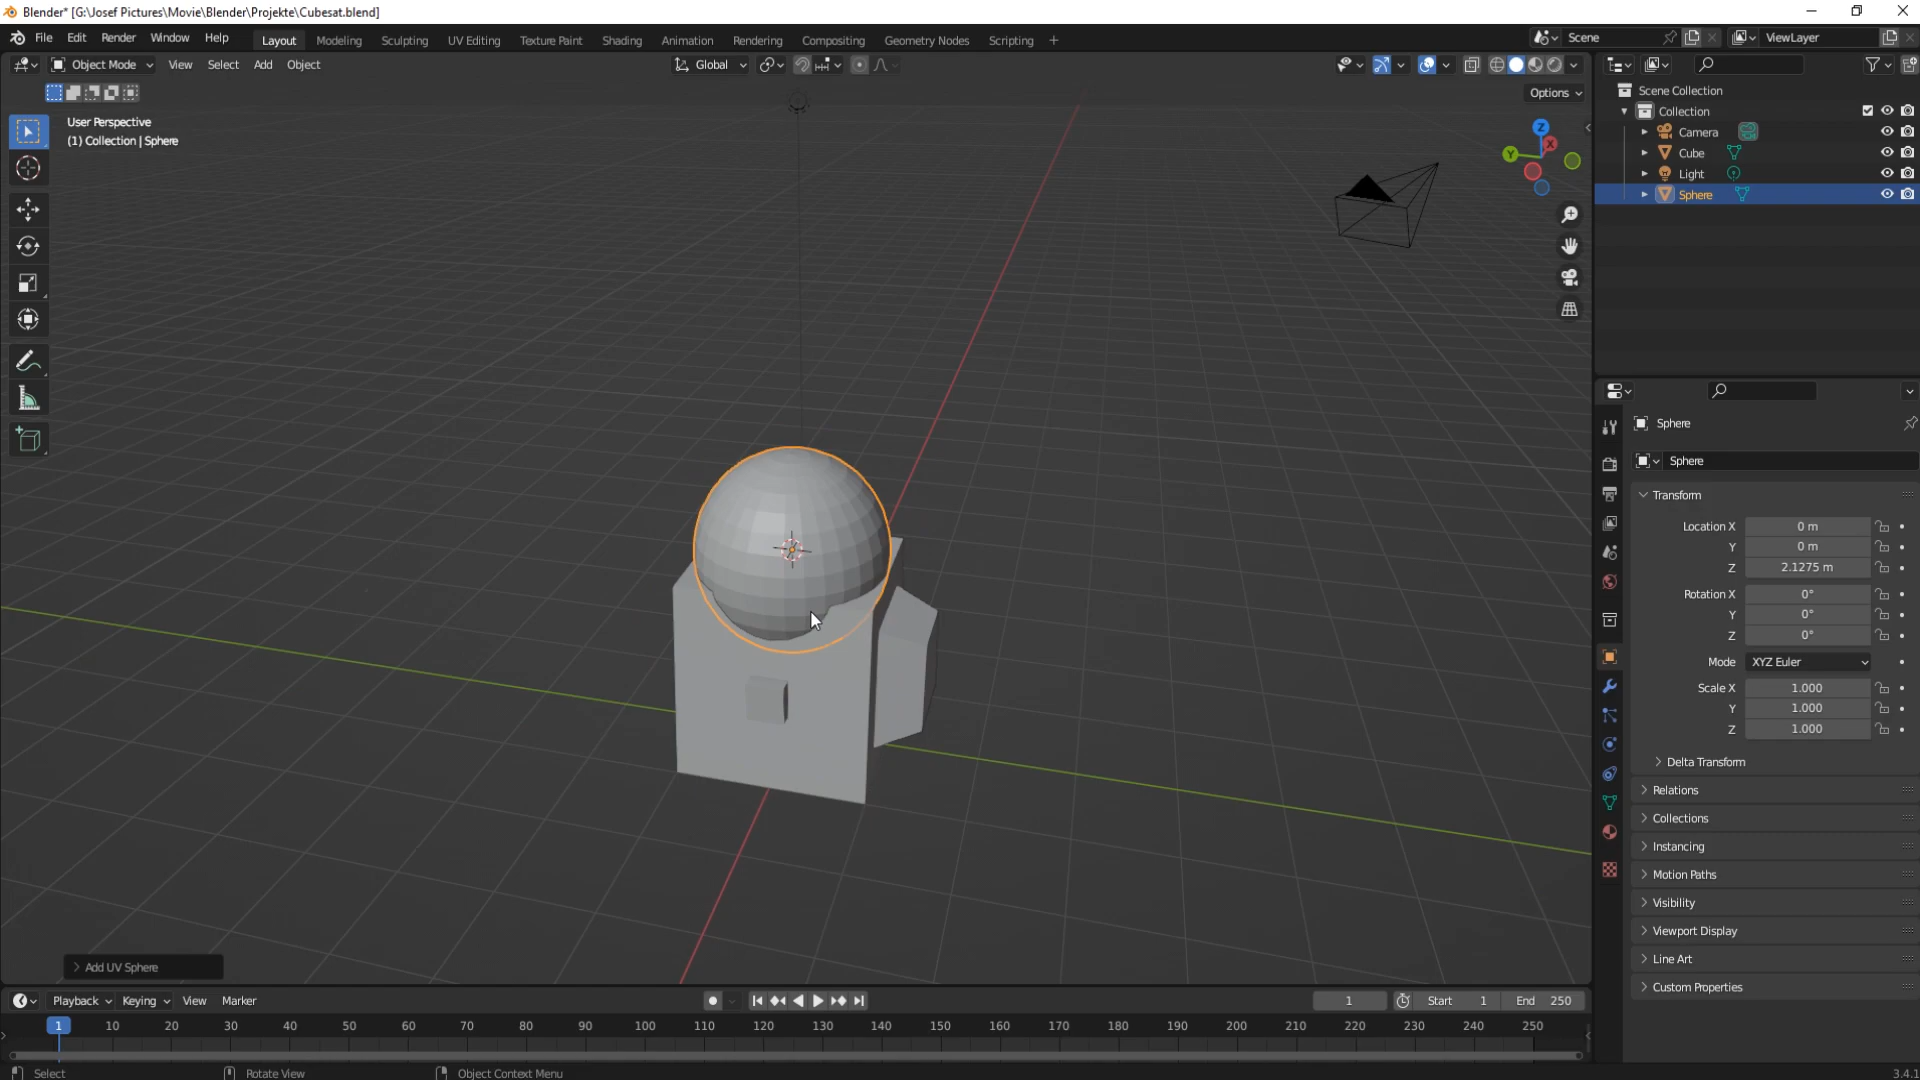 Blender* [G:\Josef Pictures\Movie\Blender\Projekte\Cubesat.blend]
File Edit Render Window Help
Layout Modeling Sculpting UV Editing Texture Paint Shading Animation Rendering Compositing Geometry Nodes Scripting +
Scene
ViewLayer
Object Mode View Select Add Object
Global
Options
User Perspective
(1) Collection | Sphere
Z
X
Y
Scene Collection
Collection
Camera
Cube
Light
Sphere
Sphere
Sphere
Transform
Location X 0 m
Y 0 m
Z 2.1275 m
Rotation X 0°
Y 0°
Z 0°
Mode XYZ Euler
Scale X 1.000
Y 1.000
Z 1.000
Delta Transform
Relations
Collections
Instancing
Motion Paths
Visibility
Viewport Display
Line Art
Custom Properties
Add UV Sphere
Playback Keying View Marker
1
Start 1
End 250
1 10 20 30 40 50 60 70 80 90 100 110 120 130 140 150 160 170 180 190 200 210 220 230 240 250
Select
Rotate View
Object Context Menu
3.4.1